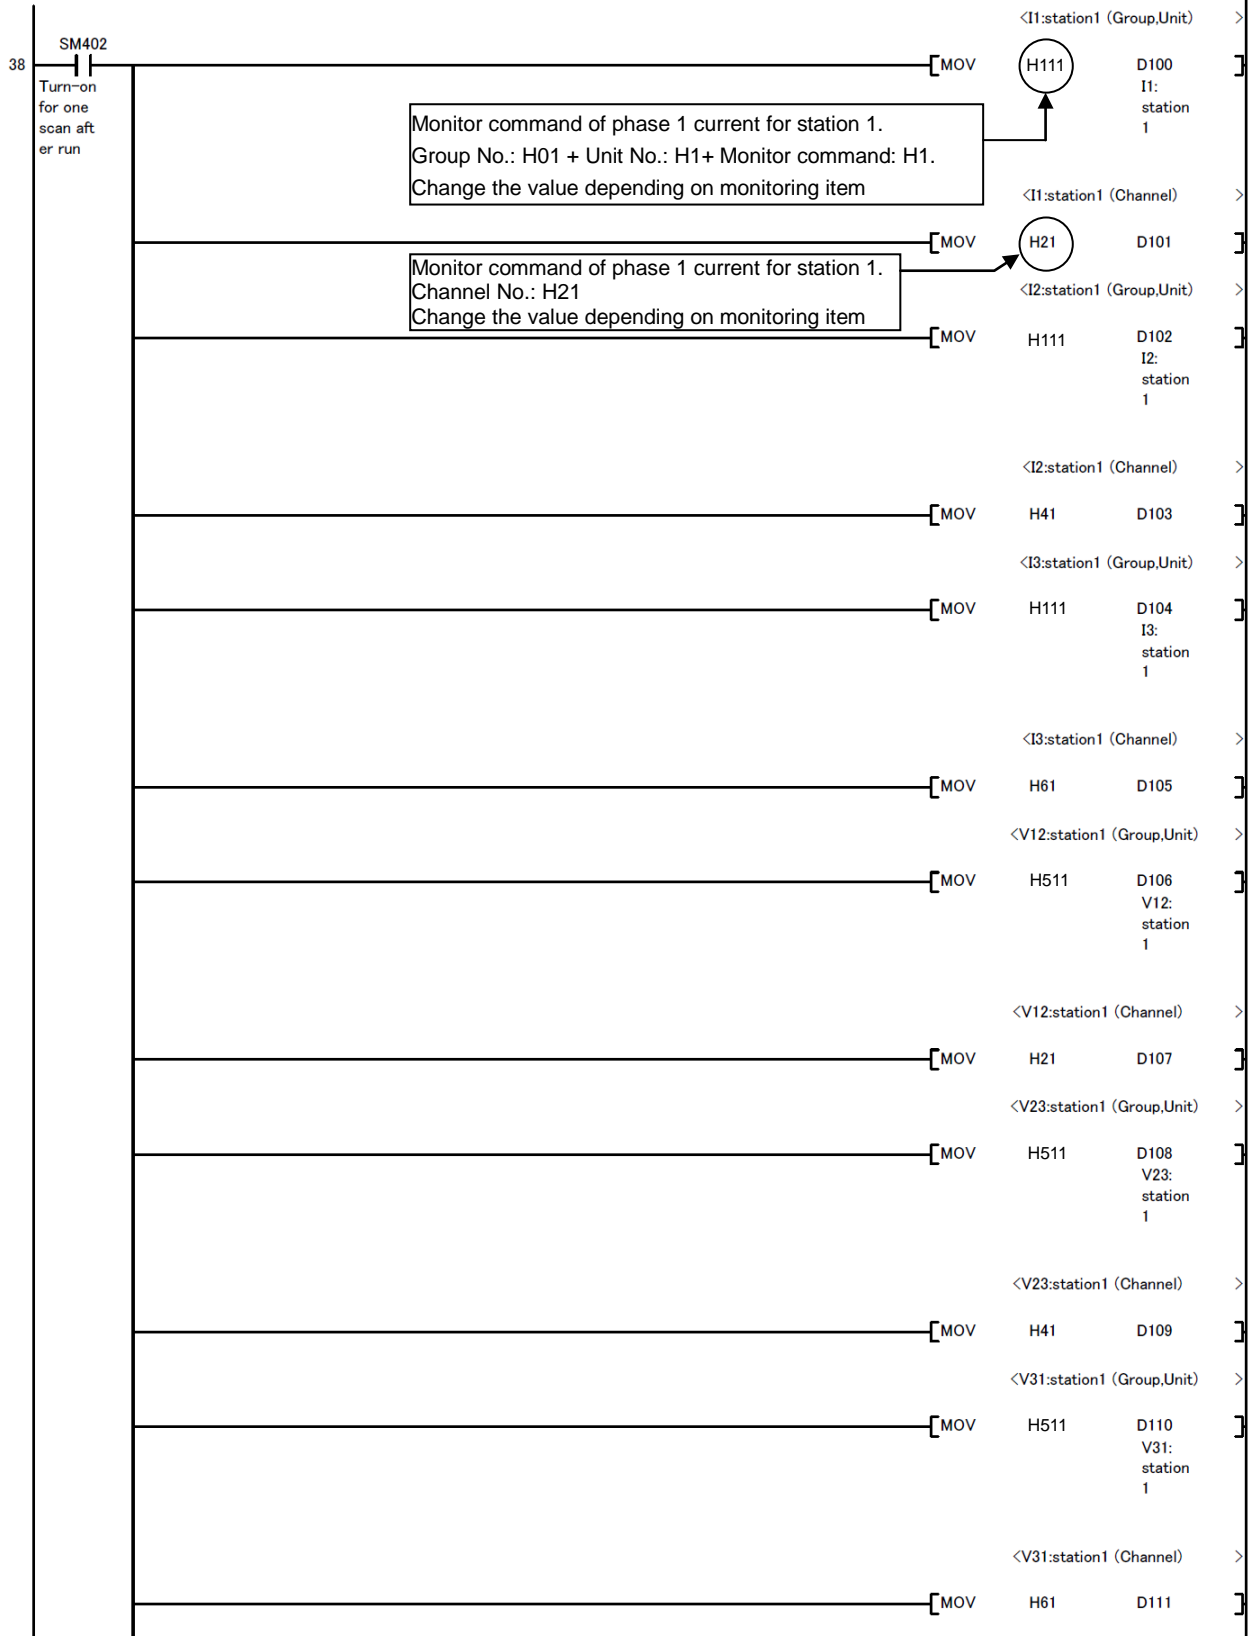 <I1:station1 (Group,Unit) >
SM402
38 MOV H111 D100
Turn-on for one scan aft er run
I1: station 1
Monitor command of phase 1 current for station 1.
Group No.: H01 + Unit No.: H1+ Monitor command: H1.
Change the value depending on monitoring item
<I1:station1 (Channel) >
MOV H21 D101
Monitor command of phase 1 current for station 1.
Channel No.: H21
Change the value depending on monitoring item
<I2:station1 (Group,Unit) >
MOV H111 D102
I2:
station
1
<I2:station1 (Channel) >
MOV H41 D103
<I3:station1 (Group,Unit) >
MOV H111 D104
I3:
station
1
<I3:station1 (Channel) >
MOV H61 D105
<V12:station1 (Group,Unit) >
MOV H511 D106
V12:
station
1
<V12:station1 (Channel) >
MOV H21 D107
<V23:station1 (Group,Unit) >
MOV H511 D108
V23:
station
1
<V23:station1 (Channel) >
MOV H41 D109
<V31:station1 (Group,Unit) >
MOV H511 D110
V31:
station
1
<V31:station1 (Channel) >
MOV H61 D111